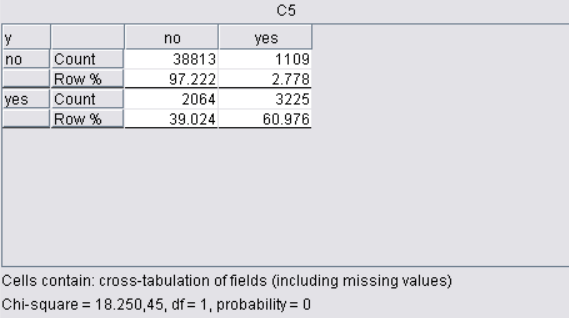 C5
y no yes
no Count 38813 1109
Row % 97.222 2.778
yes Count 2064 3225
Row % 39.024 60.976
Cells contain: cross-tabulation of fields (including missing values)
Chi-square = 18.250,45, df = 1, probability = 0